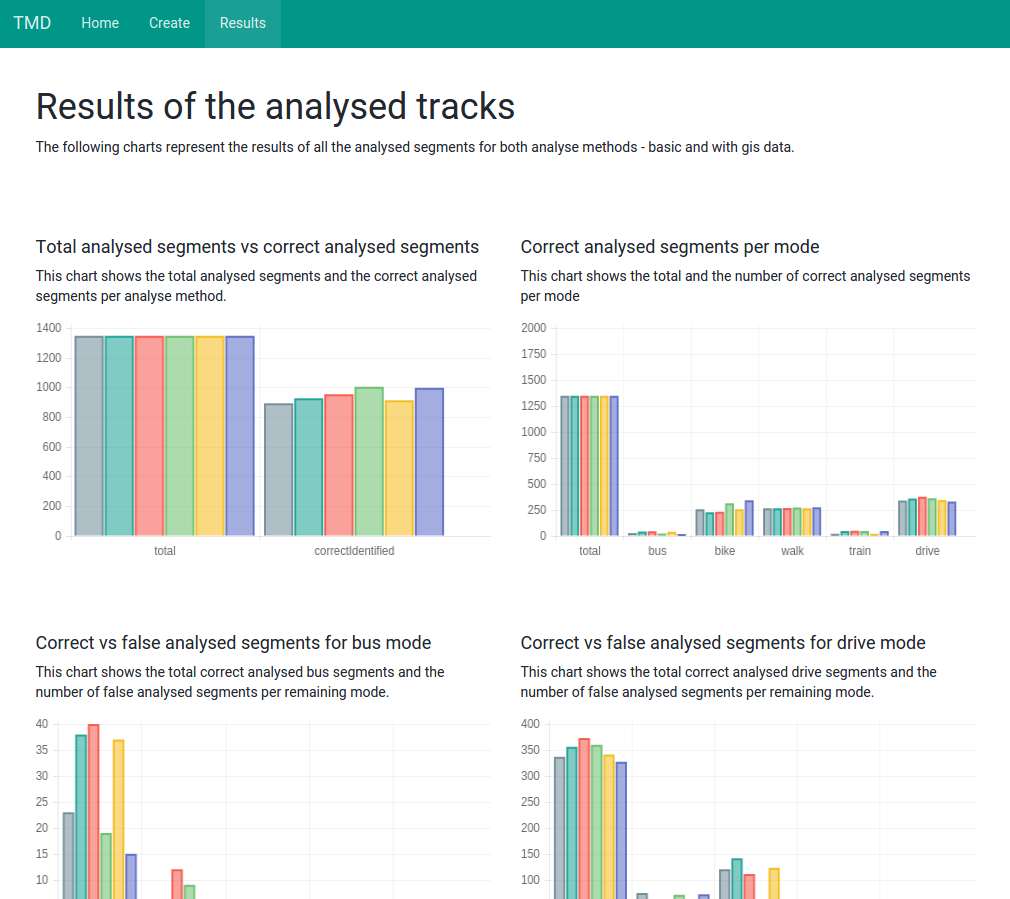 TMD Home Create Results
Results of the analysed tracks
The following charts represent the results of all the analysed segments for both analyse methods - basic and with gis data.
Total analysed segments vs correct analysed segments
This chart shows the total analysed segments and the correct analysed
segments per analyse method.
1400
1200
1000
800
600
400
200
0
total correctIdentified
Correct analysed segments per mode
This chart shows the total and the number of correct analysed segments
per mode
2000
1750
1500
1250
1000
750
500
250
0
total bus bike walk train drive
Correct vs false analysed segments for bus mode
This chart shows the total correct analysed bus segments and the
number of false analysed segments per remaining mode.
40
35
30
25
20
15
10
Correct vs false analysed segments for drive mode
This chart shows the total correct analysed drive segments and the
number of false analysed segments per remaining mode.
400
350
300
250
200
150
100